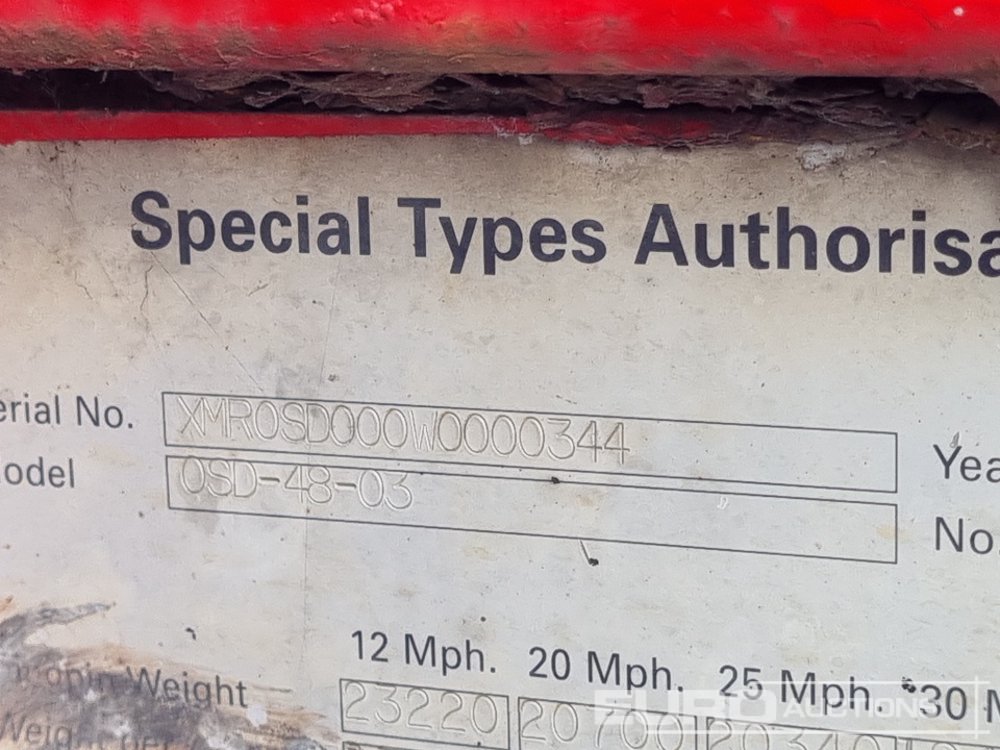 Special Types Authorisa
erial No. XMROSD000W0000344 Yea
odel OSD-48-03 No.
12 Mph. 20 Mph. 25 Mph. 30 M
Weight 23220 20700
EURO AUCTIONS